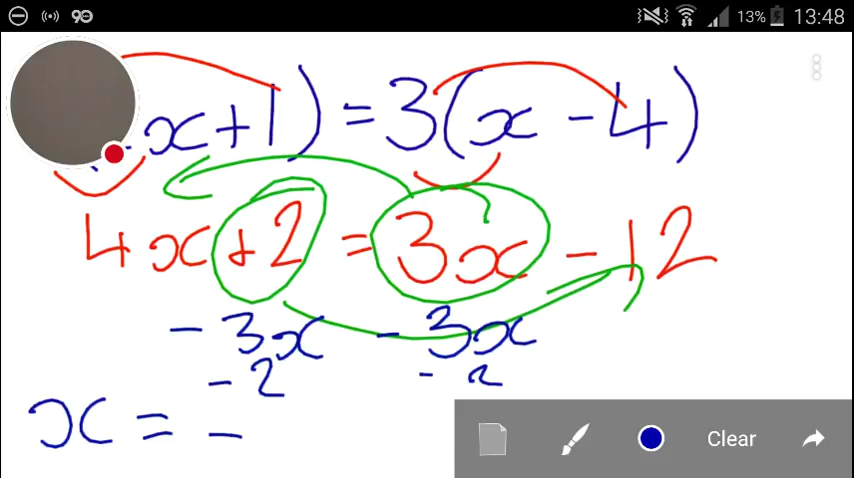 13% 13:48
x + 1) = 3(x - 4)
4x + 2 = 3x - 12
- 3x - 3x
- 2 - 2
x = -
Clear